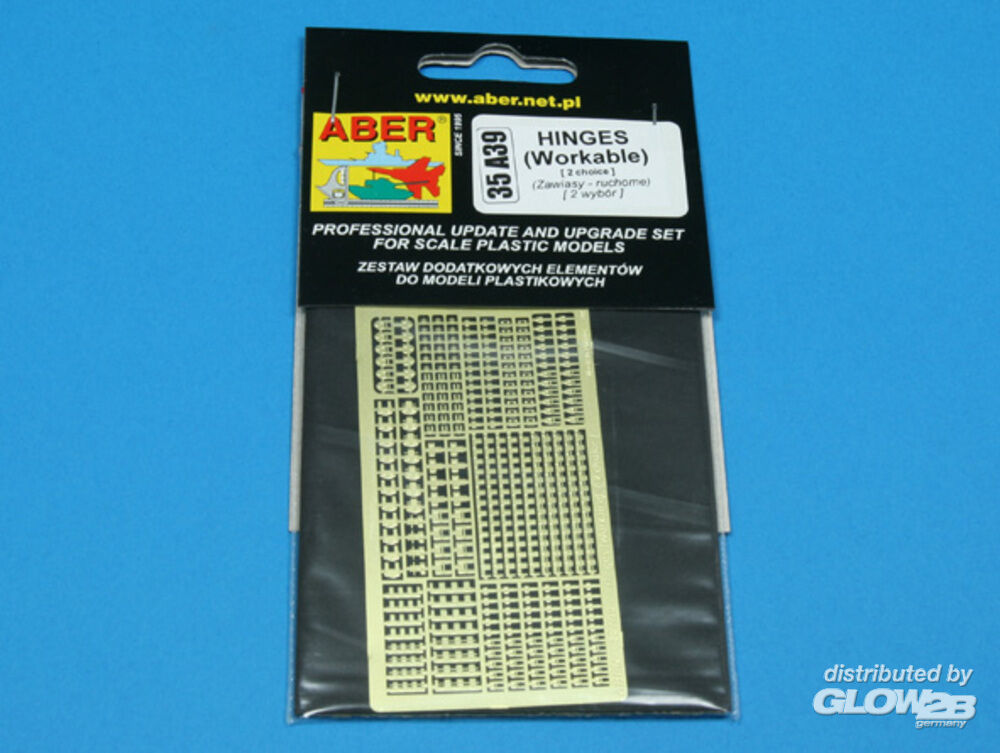 www.aber.net.pl
ABER®
SINCE 1995
35 A39
HINGES
(Workable)
[ 2 choice ]
(Zawiasy - ruchome)
[ 2 wybór ]
PROFESSIONAL UPDATE AND UPGRADE SET
FOR SCALE PLASTIC MODELS
ZESTAW DODATKOWYCH ELEMENTÓW
DO MODELI PLASTIKOWYCH
distributed by
GLOW2B
germany